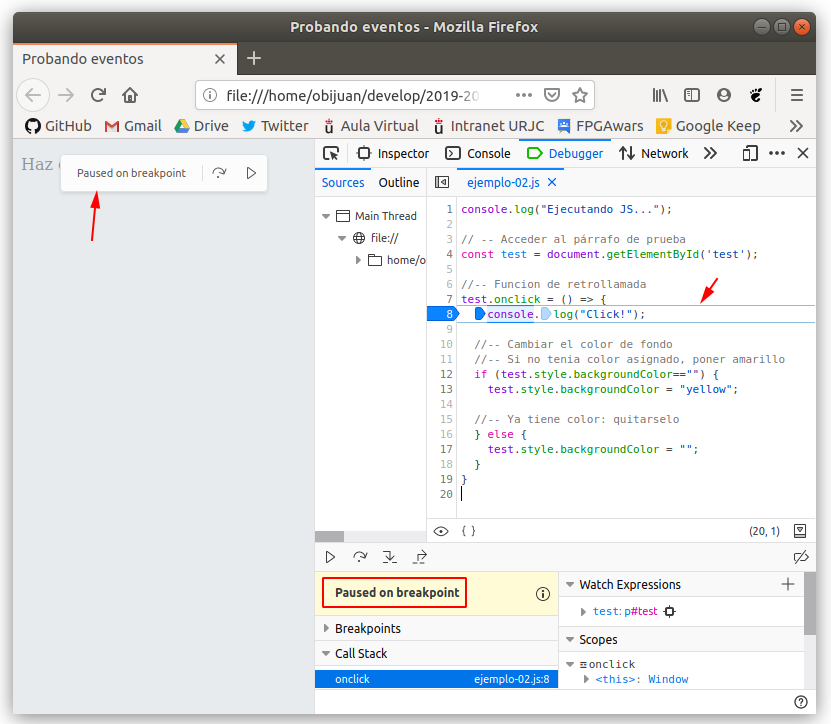 Probando eventos - Mozilla Firefox
Probando eventos
file:///home/obijuan/develop/2019-20
GitHub Gmail Drive Twitter Aula Virtual Intranet URJC FPGAwars Google Keep
Haz
Paused on breakpoint
Inspector Console Debugger Network
Sources Outline ejemplo-02.js
Main Thread
file://
home/o
1 console.log("Ejecutando JS...");
2
3 // -- Acceder al párrafo de prueba
4 const test = document.getElementById('test');
5
6 //-- Funcion de retrollamada
7 test.onclick = () => {
8 console.log("Click!");
9
10 //-- Cambiar el color de fondo
11 //-- Si no tenia color asignado, poner amarillo
12 if (test.style.backgroundColor=="") {
13 test.style.backgroundColor = "yellow";
14
15 //-- Ya tiene color: quitarselo
16 } else {
17 test.style.backgroundColor = "";
18 }
19 }
20
{ } (20, 1)
Paused on breakpoint
Breakpoints
Call Stack
onclick ejemplo-02.js:8
Watch Expressions
test: p#test
Scopes
onclick
<this>: Window